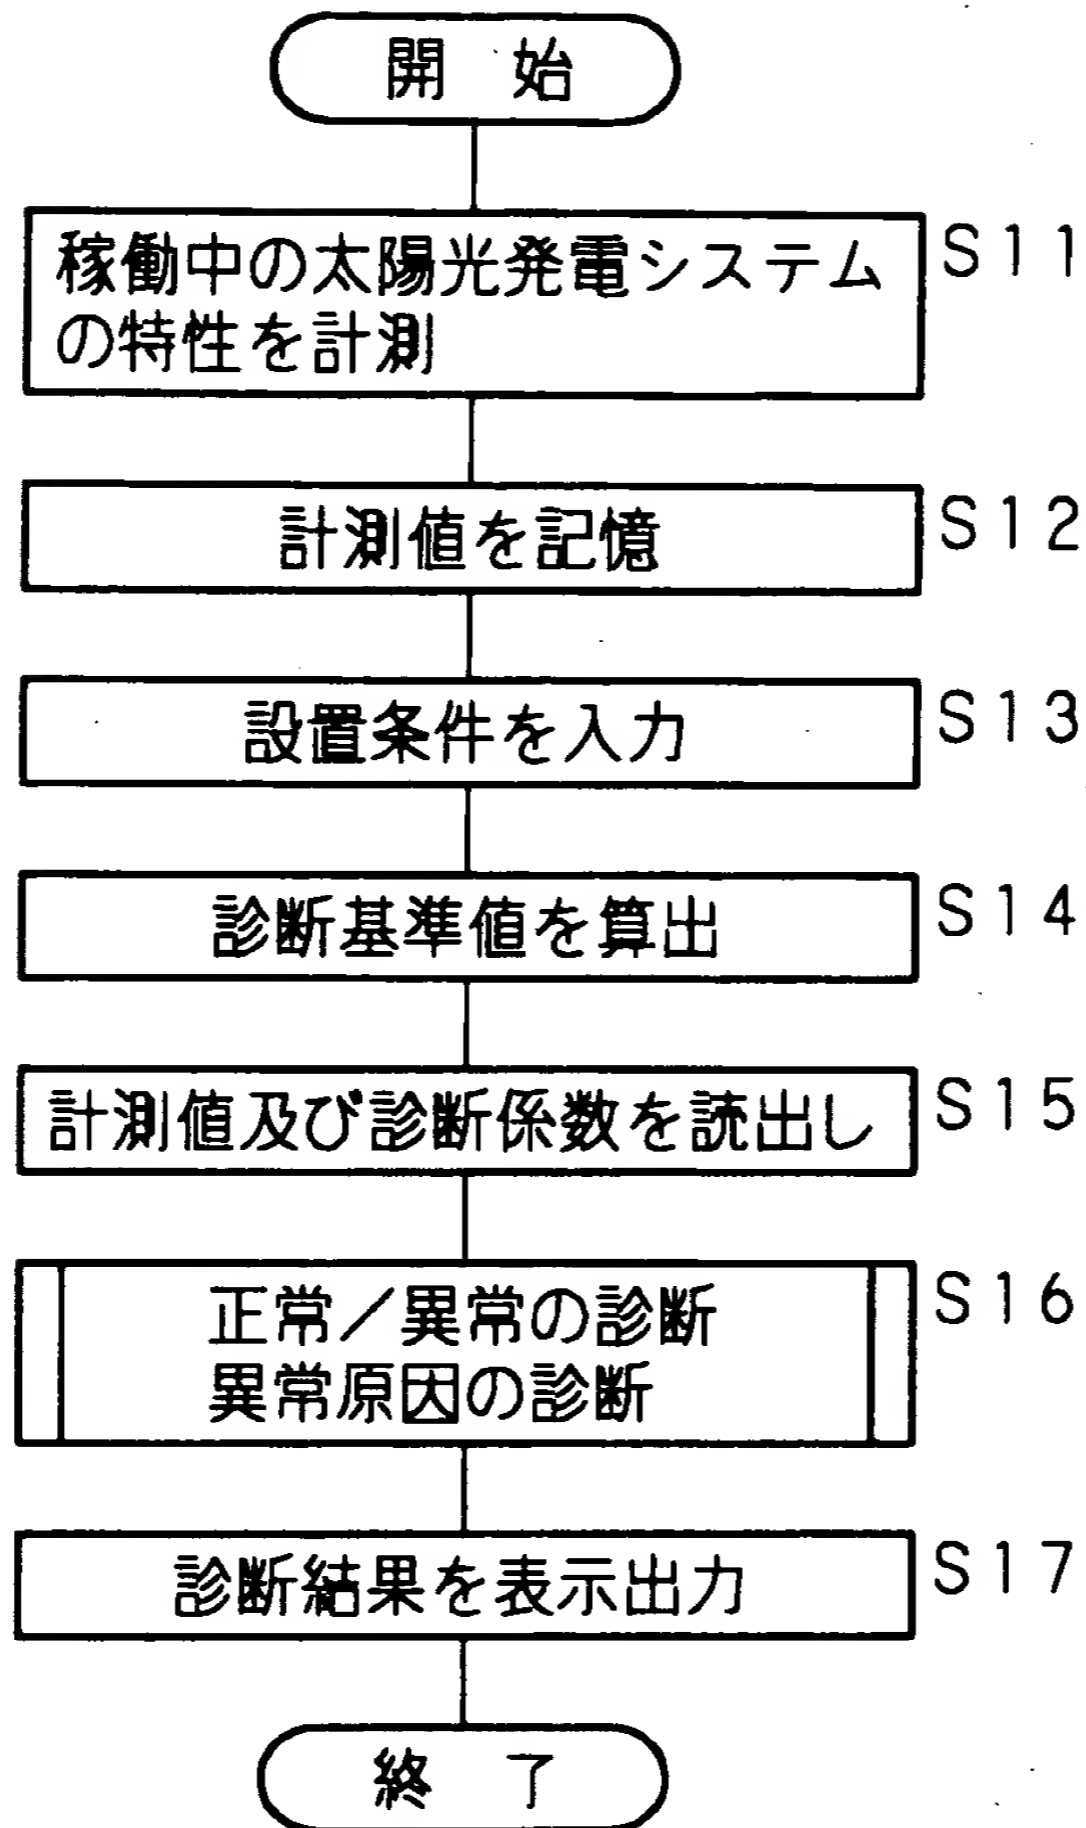 開 始
稼働中の太陽光発電システム
の特性を計測
S11
計測値を記憶
S12
設置条件を入力
S13
診断基準値を算出
S14
計測値及び診断係数を読出し
S15
正常／異常の診断
異常原因の診断
S16
診断結果を表示出力
S17
終 了